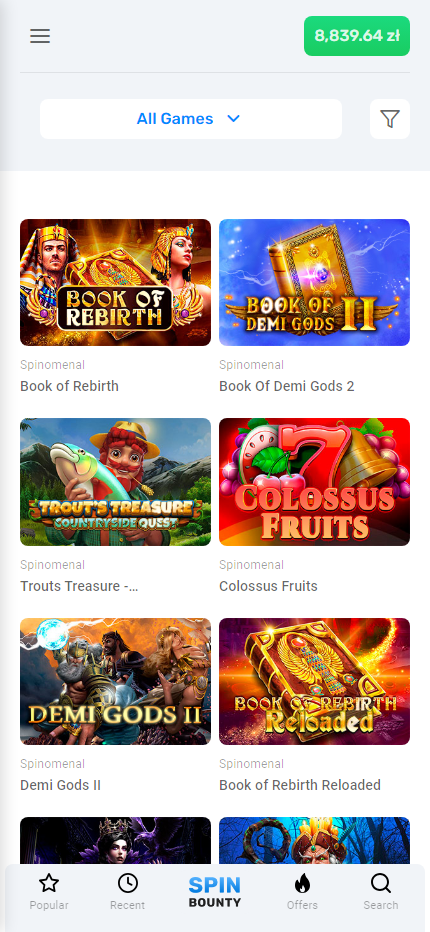 8,839.64 zł
All Games
BOOK OF
REBIRTH
BOOK OF
DEMI GODS II
Spinomenal
Spinomenal
Book of Rebirth
Book Of Demi Gods 2
TROUT'S TREASURE
COUNTRYSIDE QUEST
7
COLOSSUS
FRUITS
Spinomenal
Spinomenal
Trouts Treasure -...
Colossus Fruits
DEMI GODS II
BOOK OF REBIRTH
Reloaded
Spinomenal
Spinomenal
Demi Gods II
Book of Rebirth Reloaded
Popular
Recent
SPIN
BOUNTY
Offers
Search